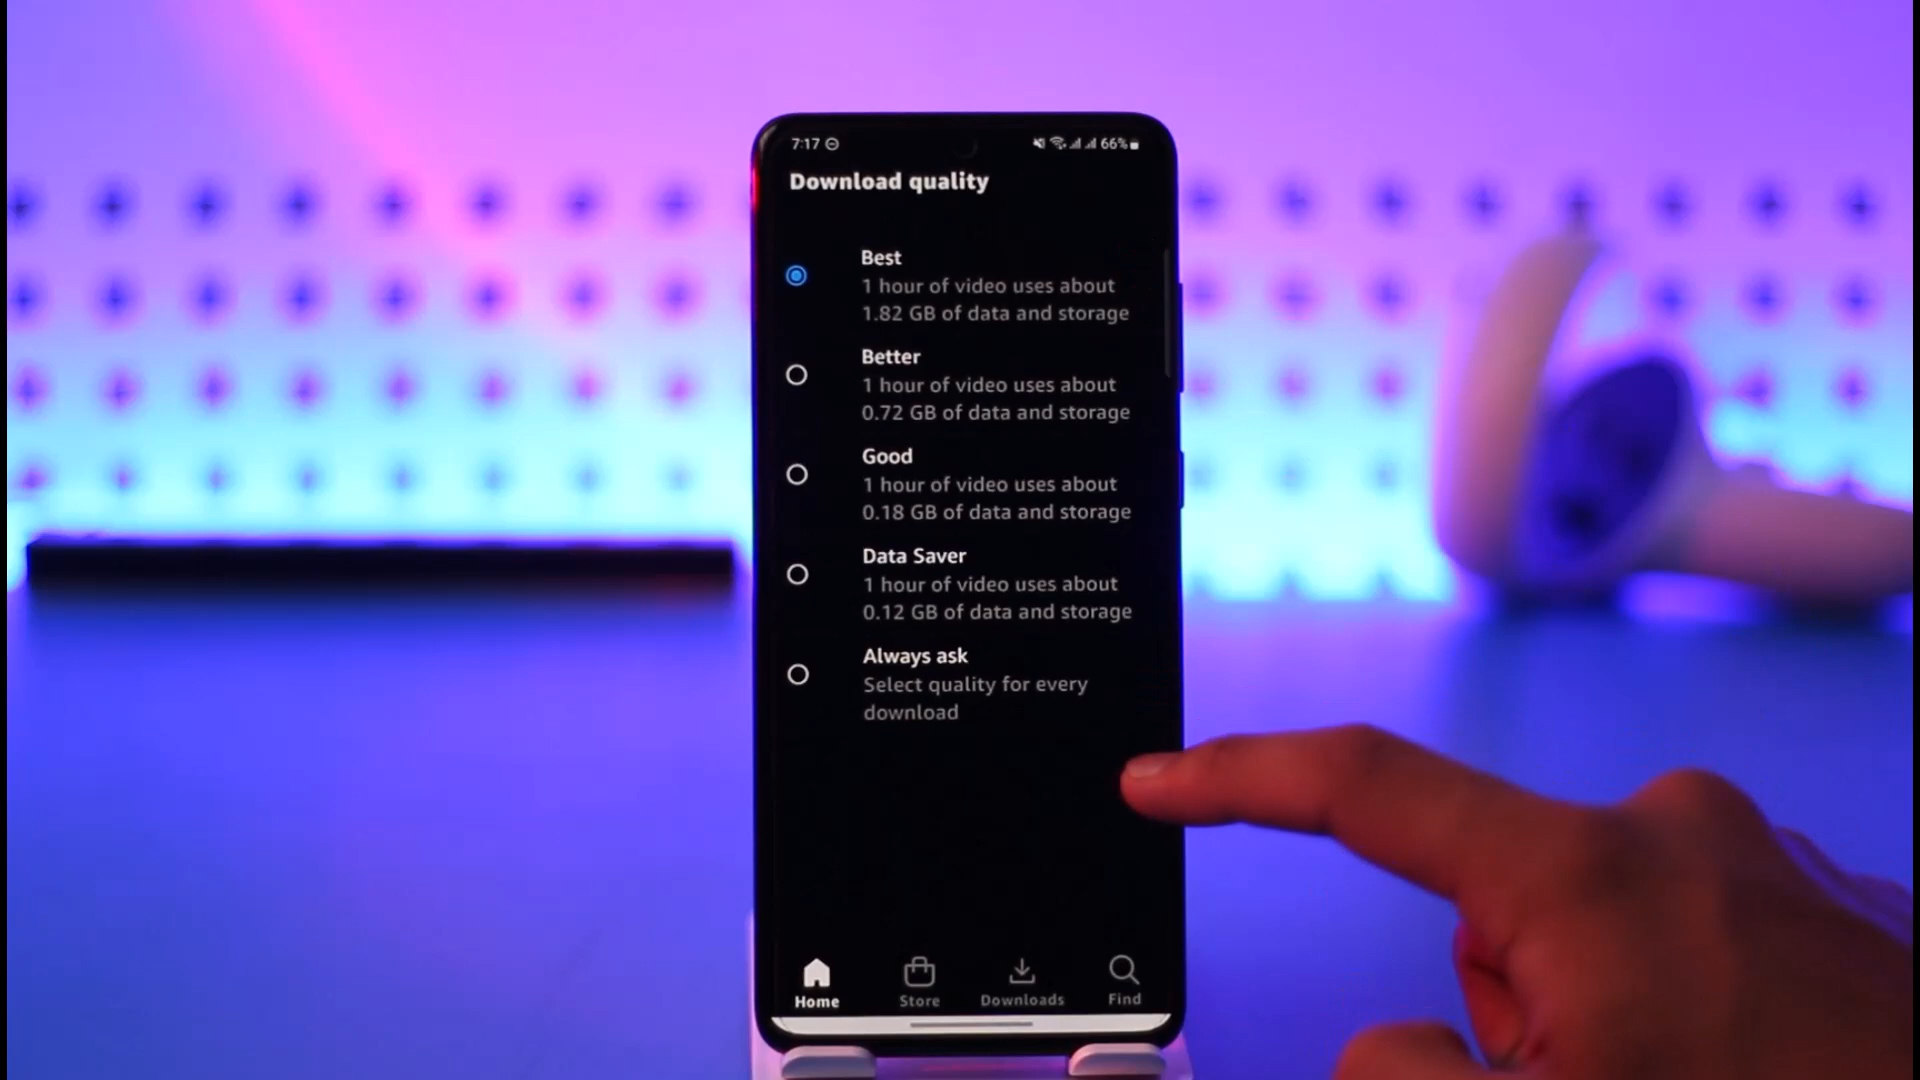 7:17
66%
Download quality
Best
1 hour of video uses about
1.82 GB of data and storage
Better
1 hour of video uses about
0.72 GB of data and storage
Good
1 hour of video uses about
0.18 GB of data and storage
Data Saver
1 hour of video uses about
0.12 GB of data and storage
Always ask
Select quality for every
download
Home Store Downloads Find